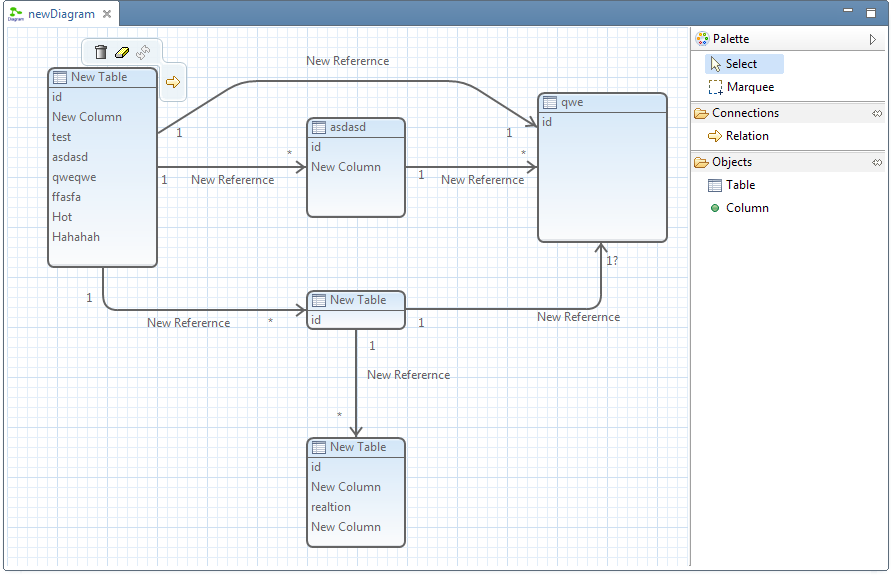 newDiagram
Diagram
New Table
id
New Column
test
asdasd
qweqwe
ffasfa
Hot
Hahahah
New Referernce
1
1
asdasd
id
New Column
qwe
id
1
New Referernce
*
1
New Referernce
*
1
New Referernce
*
New Table
id
1
New Referernce
1?
1
New Referernce
*
New Table
id
New Column
realtion
New Column
Palette
Select
Marquee
Connections
Relation
Objects
Table
Column